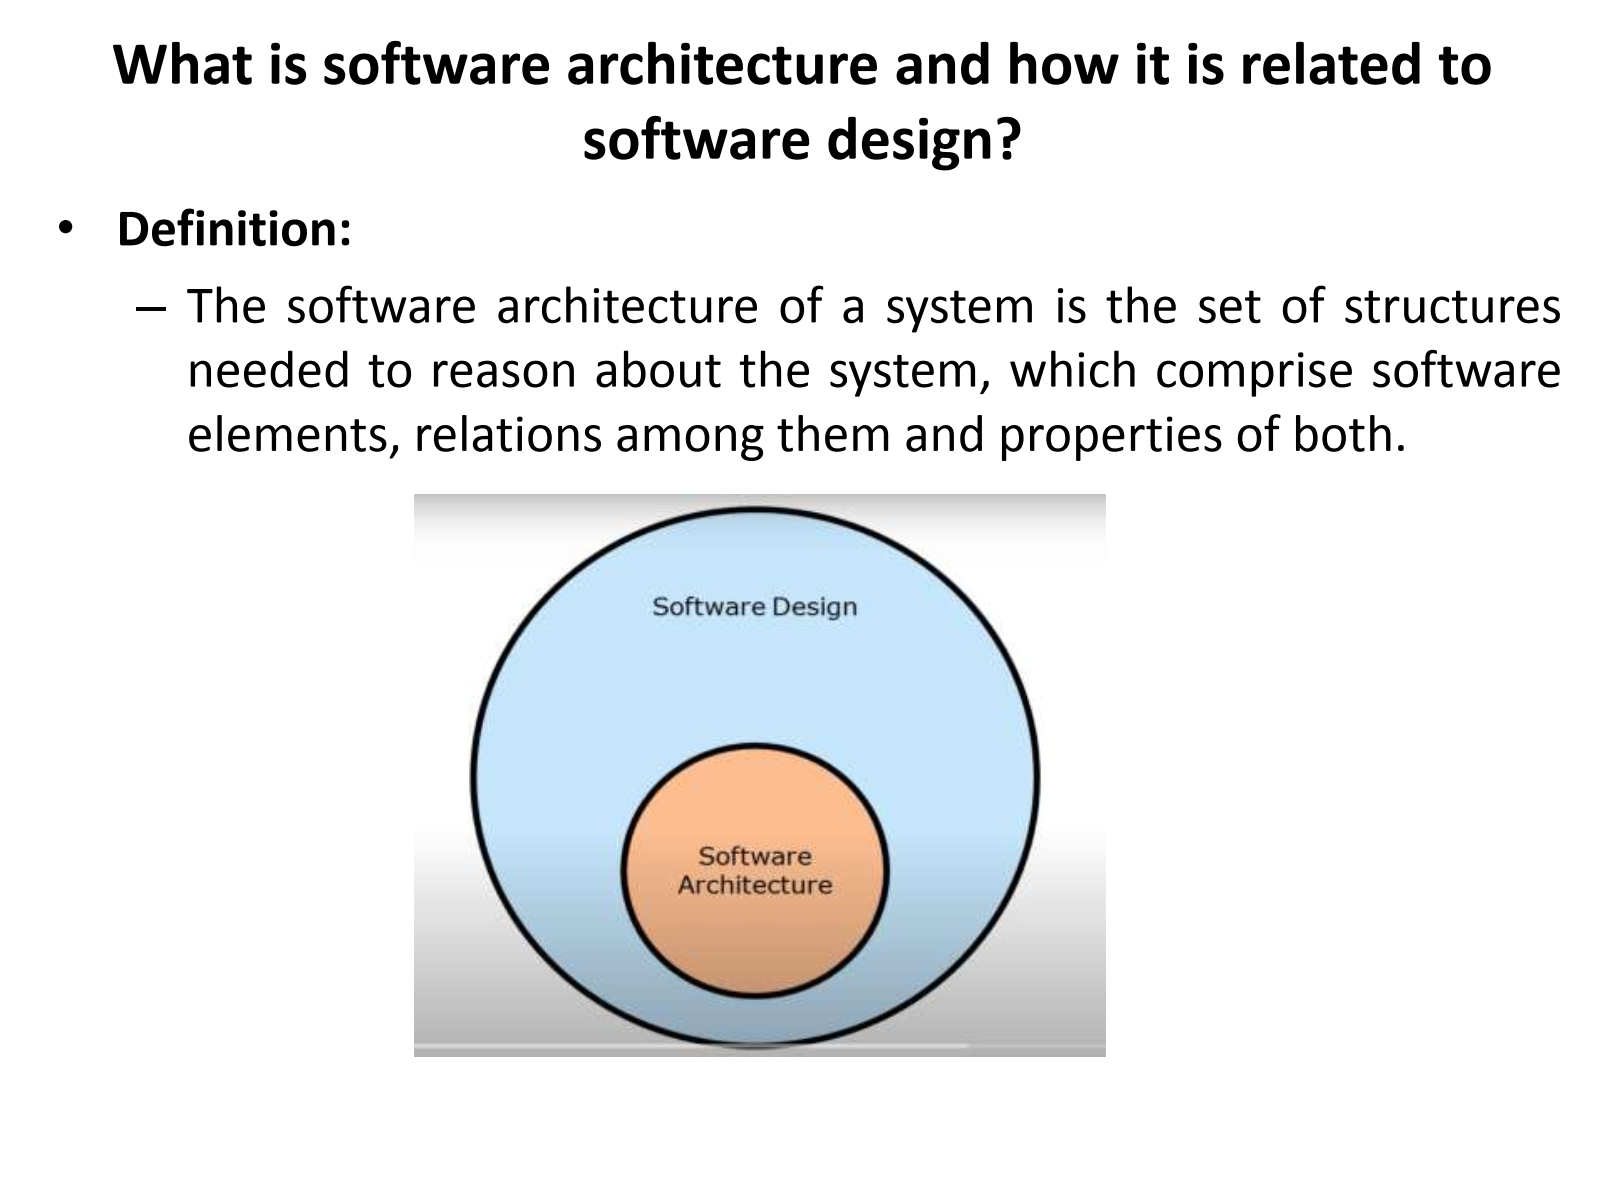 What is software architecture and how it is related to
software design?
• Definition:
– The software architecture of a system is the set of structures
needed to reason about the system, which comprise software
elements, relations among them and properties of both.
Software Design
Software
Architecture